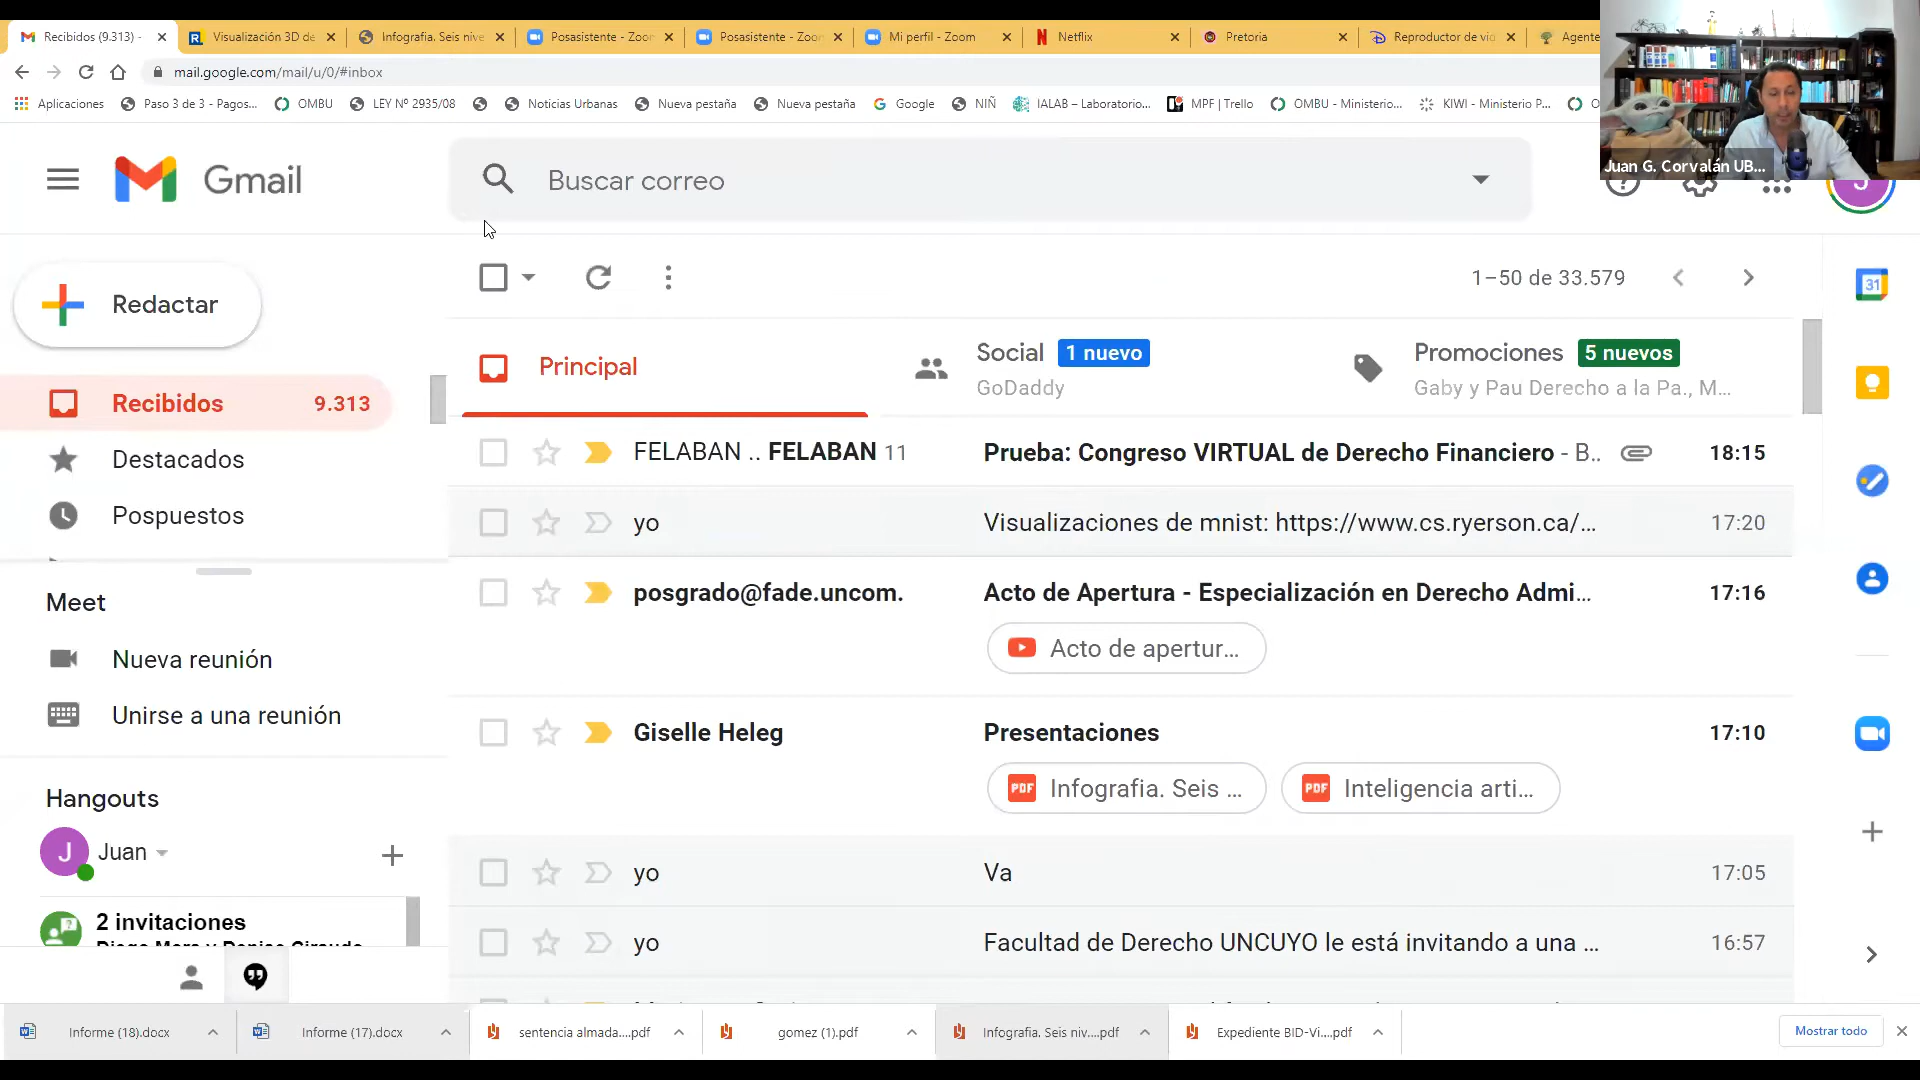 Recibidos (9.313) -
Visualización 3D de
Infografia. Seis nive
Posasistente - Zoom
Posasistente - Zoom
Mi perfil - Zoom
Netflix
Pretoria
Reproductor de vi
Agente
mail.google.com/mail/u/0/#inbox
Aplicaciones
Paso 3 de 3 - Pagos...
OMBU
LEY Nº 2935/08
Noticias Urbanas
Nueva pestaña
Nueva pestaña
Google
NIÑ
IALAB – Laboratorio...
MPF | Trello
OMBU - Ministerio...
KIWI - Ministerio P...
Juan G. Corvalán UB...
Gmail
Buscar correo
J
Redactar
1–50 de 33.579
31
Principal
Social 1 nuevo
GoDaddy
Promociones 5 nuevos
Gaby y Pau Derecho a la Pa., M...
Recibidos 9.313
Destacados
Pospuestos
FELABAN .. FELABAN 11 Prueba: Congreso VIRTUAL de Derecho Financiero - B.. 18:15
yo Visualizaciones de mnist: https://www.cs.ryerson.ca/... 17:20
posgrado@fade.uncom. Acto de Apertura - Especialización en Derecho Admi... 17:16
Acto de apertur...
Giselle Heleg Presentaciones 17:10
PDF Infografia. Seis ...
PDF Inteligencia arti...
yo Va 17:05
yo Facultad de Derecho UNCUYO le está invitando a una ... 16:57
Meet
Nueva reunión
Unirse a una reunión
Hangouts
J Juan
2 invitaciones
Informe (18).docx
Informe (17).docx
sentencia almada....pdf
gomez (1).pdf
Infografia. Seis niv....pdf
Expediente BID-Vi....pdf
Mostrar todo